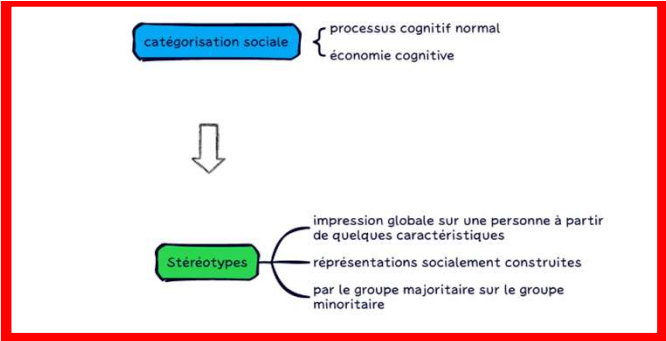 catégorisation sociale
processus cognitif normal
économie cognitive
impression globale sur une personne à partir
de quelques caractéristiques
Stéréotypes
réprésentations socialement construites
par le groupe majoritaire sur le groupe
minoritaire